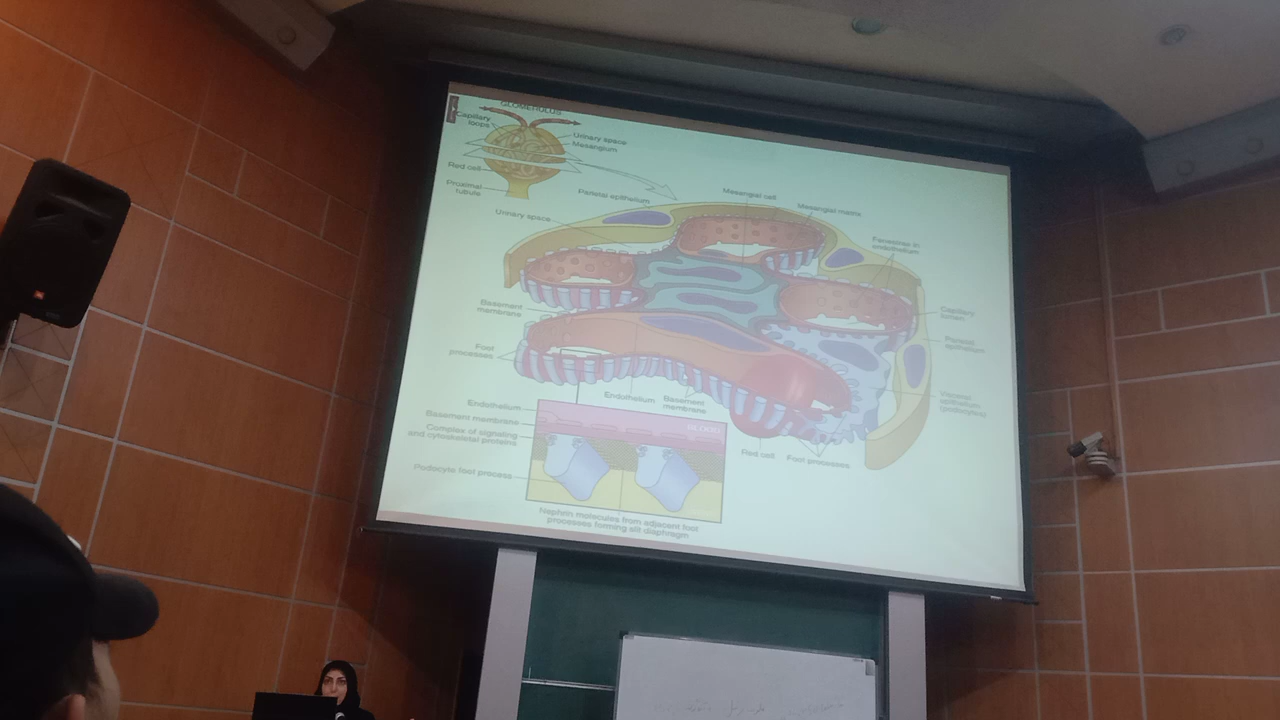 GLOMERULUS
Capillary
loops
Urinary space
Mesangium
Red cell
Proximal
tubule
Parietal epithelium
Mesangial cell
Mesangial matrix
Urinary space
Fenestrae in
endothelium
Basement
membrane
Capillary
lumen
Parietal
epithelium
Foot
processes
Visceral
epithelium
(podocytes)
Endothelium
Basement
membrane
Red cell
Foot processes
Endothelium
Basement membrane
Complex of signaling
and cytoskeletal proteins
Podocyte foot process
BLOOD
Nephrin molecules from adjacent foot
processes forming slit diaphragm